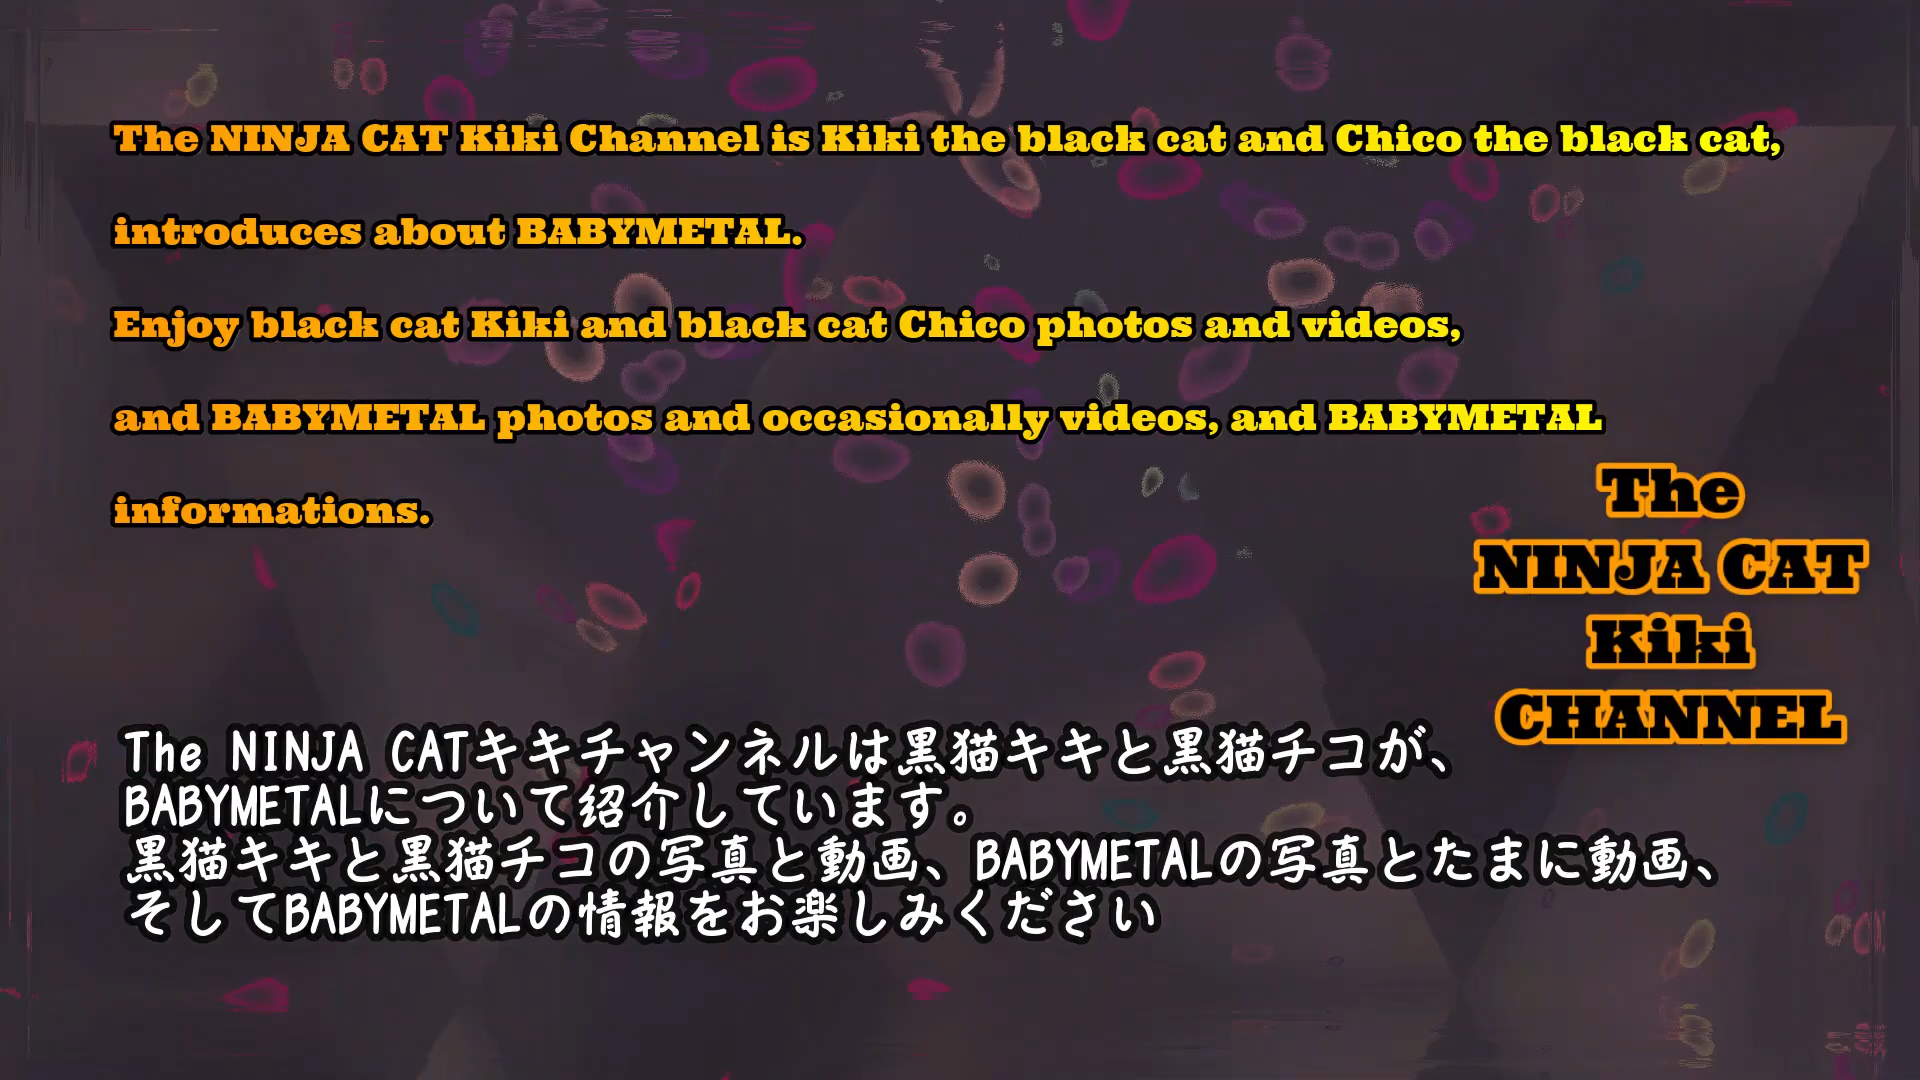 The NINJA CAT Kiki Channel is Kiki the black cat and Chico the black cat,
introduces about BABYMETAL.
Enjoy black cat Kiki and black cat Chico photos and videos,
and BABYMETAL photos and occasionally videos, and BABYMETAL
informations.
The
NINJA CAT
Kiki
CHANNEL
The NINJA CATキキチャンネルは黒猫キキと黒猫チコが、
BABYMETALについて紹介しています。
黒猫キキと黒猫チコの写真と動画、BABYMETALの写真とたまに動画、
そしてBABYMETALの情報をお楽しみください